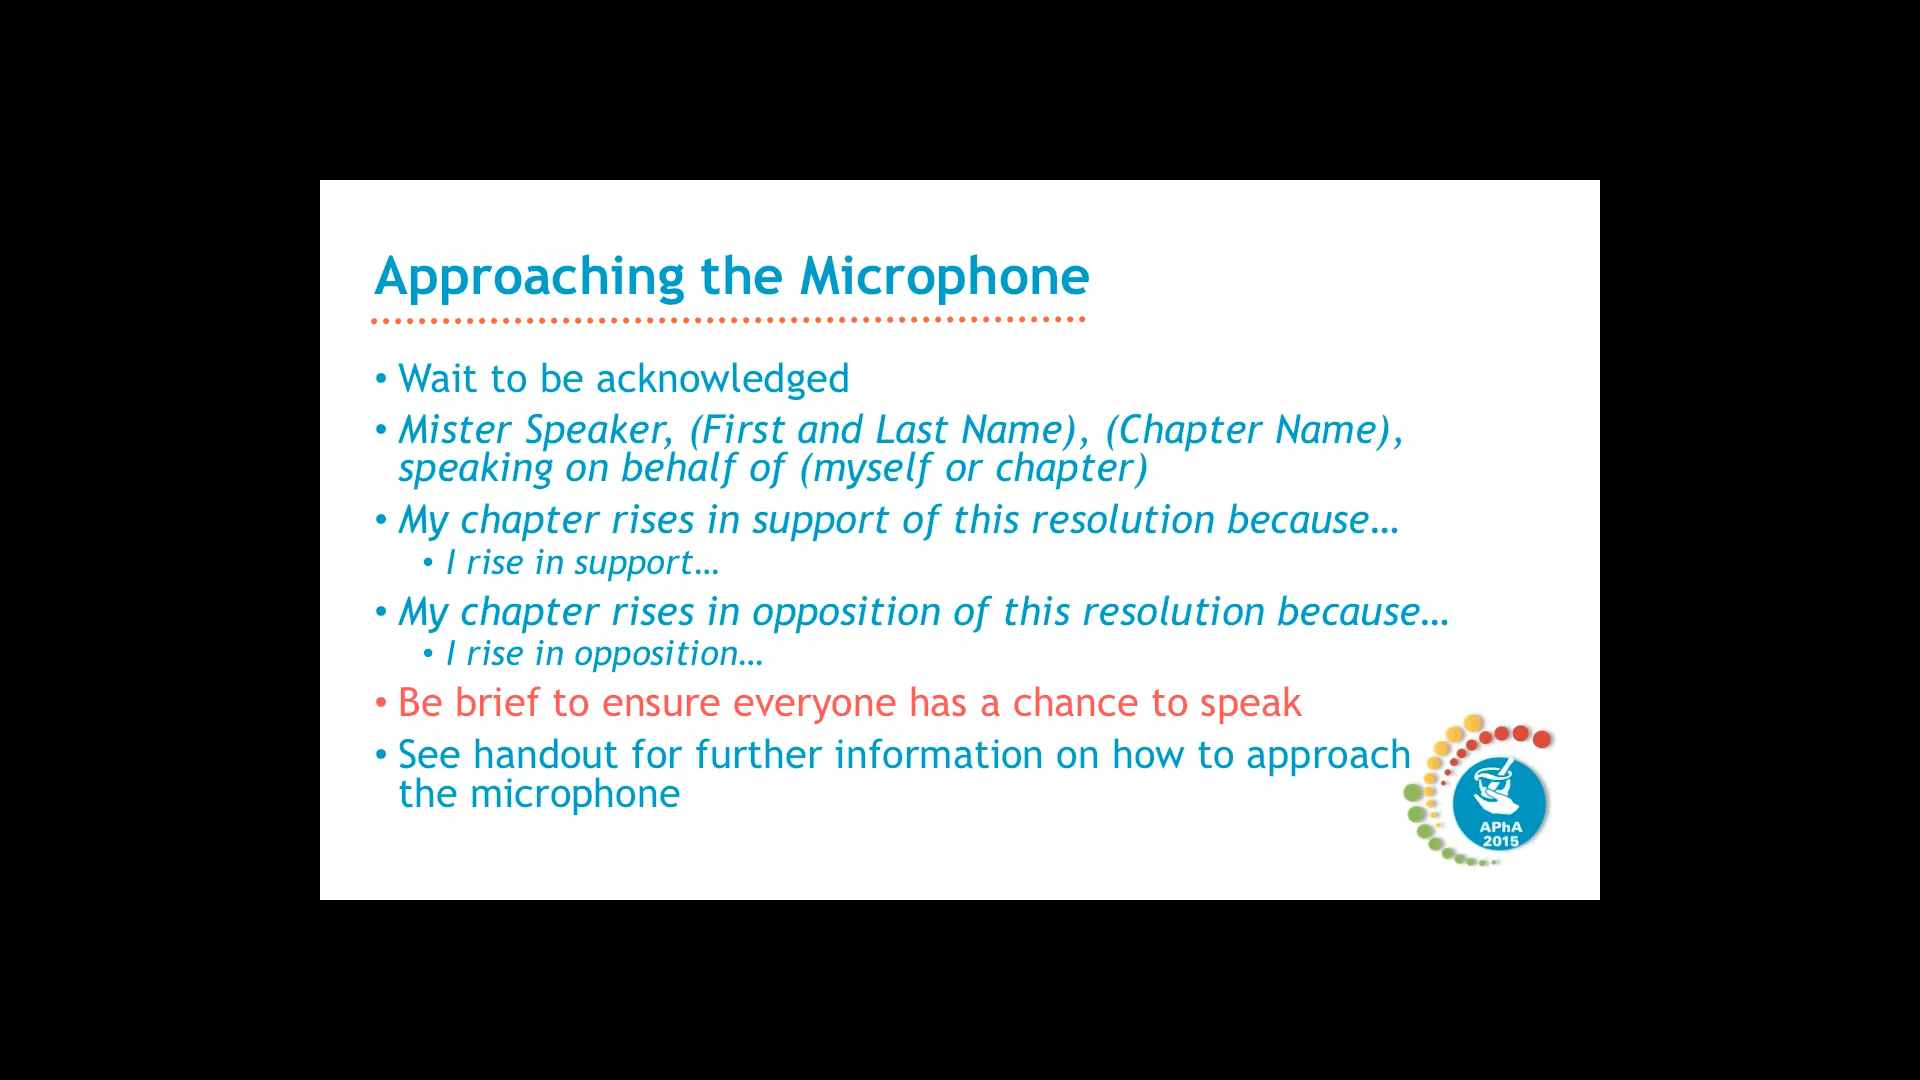 Approaching the Microphone
• Wait to be acknowledged
• Mister Speaker, (First and Last Name), (Chapter Name),
speaking on behalf of (myself or chapter)
• My chapter rises in support of this resolution because…
• I rise in support…
• My chapter rises in opposition of this resolution because…
• I rise in opposition…
• Be brief to ensure everyone has a chance to speak
• See handout for further information on how to approach
the microphone
APhA
2015